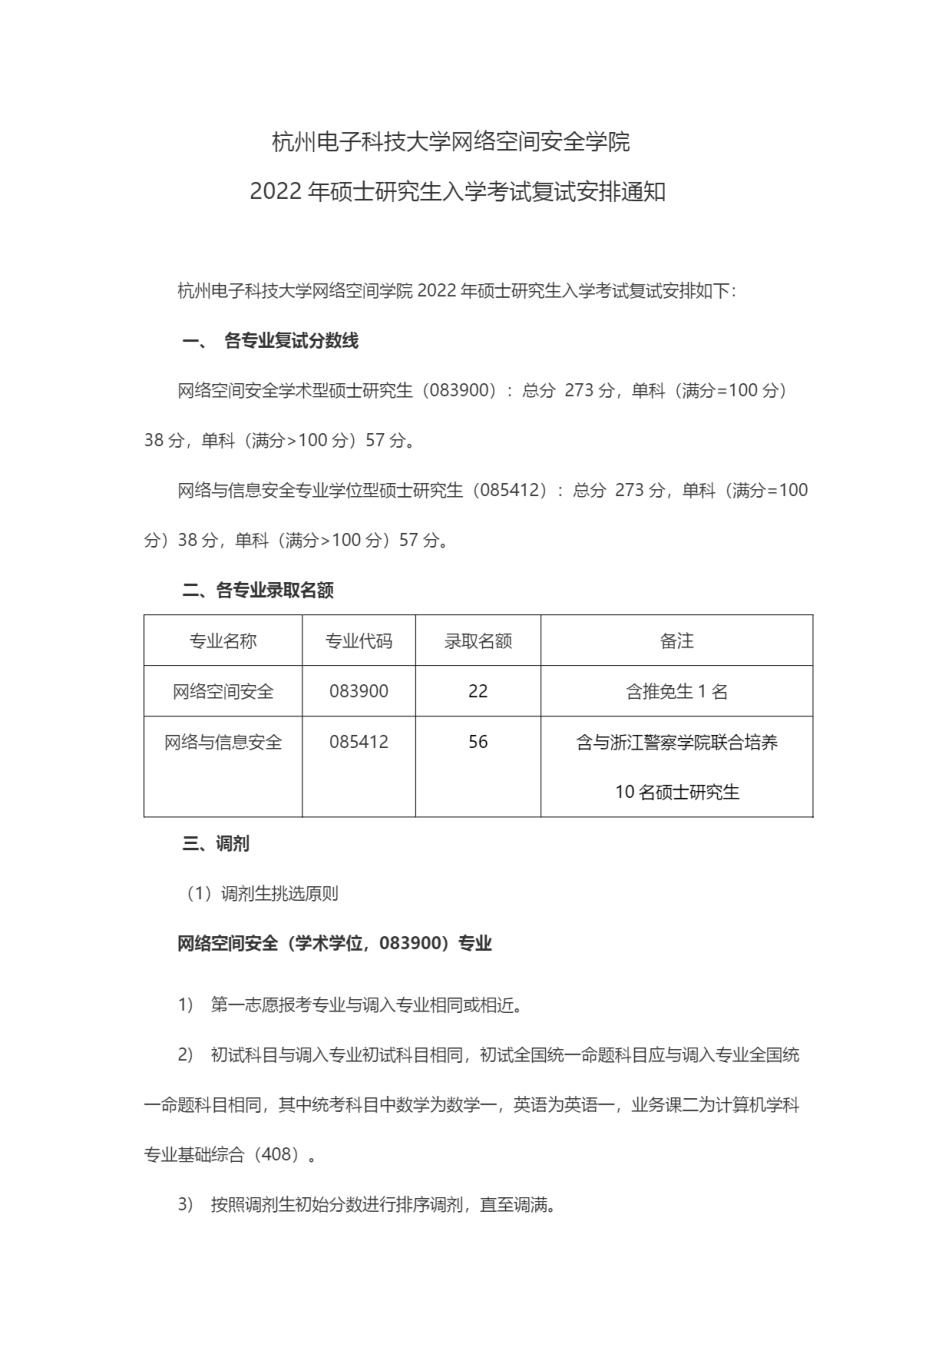 杭州电子科技大学网络空间安全学院
2022 年硕士研究生入学考试复试安排通知
杭州电子科技大学网络空间学院 2022 年硕士研究生入学考试复试安排如下：
一、 各专业复试分数线
网络空间安全学术型硕士研究生（083900）：总分 273 分，单科（满分=100 分）
38 分，单科（满分>100 分）57 分。
网络与信息安全专业学位型硕士研究生（085412）：总分 273 分，单科（满分=100
分）38 分，单科（满分>100 分）57 分。
二、各专业录取名额
专业名称 专业代码 录取名额 备注
网络空间安全 083900 22 含推免生 1 名
网络与信息安全 085412 56 含与浙江警察学院联合培养
10 名硕士研究生
三、调剂
（1）调剂生挑选原则
网络空间安全（学术学位，083900）专业
1） 第一志愿报考专业与调入专业相同或相近。
2） 初试科目与调入专业初试科目相同，初试全国统一命题科目应与调入专业全国统
一命题科目相同，其中统考科目中数学为数学一，英语为英语一，业务课二为计算机学科
专业基础综合（408）。
3） 按照调剂生初始分数进行排序调剂，直至调满。